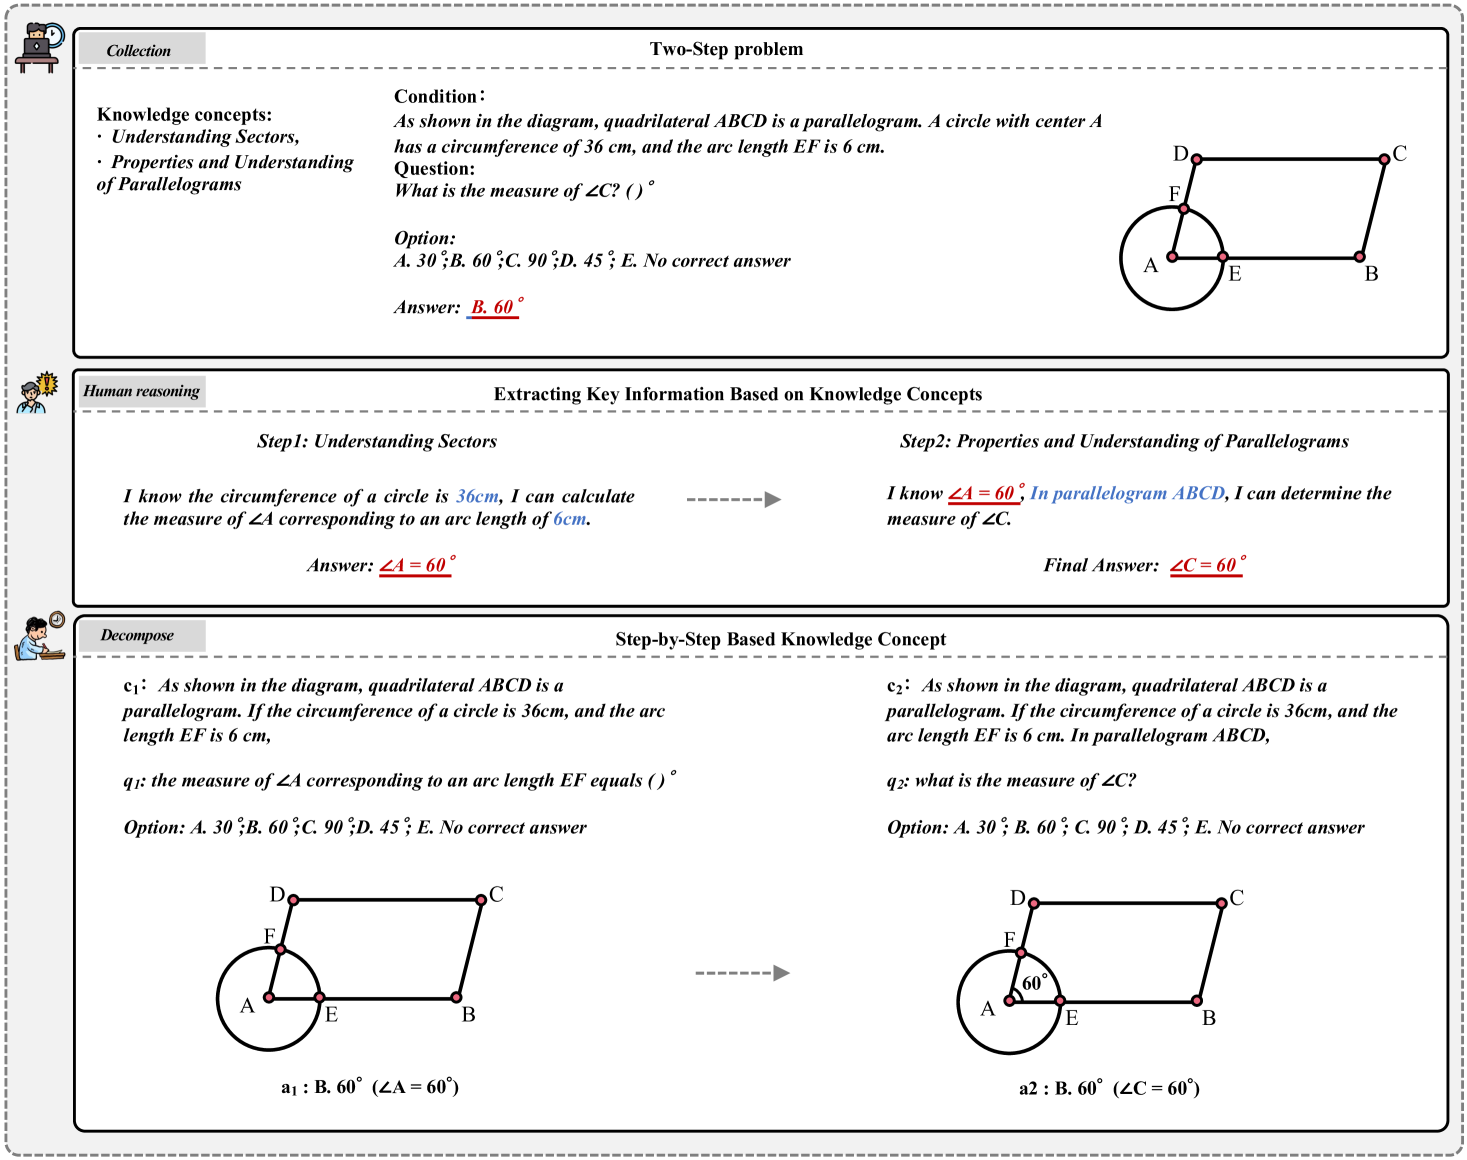 Collection
Two-Step problem
Knowledge concepts:
· Understanding Sectors,
· Properties and Understanding
of Parallelograms
Condition:
As shown in the diagram, quadrilateral ABCD is a parallelogram. A circle with center A
has a circumference of 36 cm, and the arc length EF is 6 cm.
Question:
What is the measure of ∠C? ( )°
Option:
A. 30°;B. 60°;C. 90°;D. 45°; E. No correct answer
Answer: B. 60°
D
C
F
A
E
B
Human reasoning
Extracting Key Information Based on Knowledge Concepts
Step1: Understanding Sectors
I know the circumference of a circle is 36cm, I can calculate
the measure of ∠A corresponding to an arc length of 6cm.
Answer: ∠A = 60°
Step2: Properties and Understanding of Parallelograms
I know ∠A = 60°, In parallelogram ABCD, I can determine the
measure of ∠C.
Final Answer: ∠C = 60°
Decompose
Step-by-Step Based Knowledge Concept
c₁: As shown in the diagram, quadrilateral ABCD is a
parallelogram. If the circumference of a circle is 36cm, and the arc
length EF is 6 cm,
q₁: the measure of ∠A corresponding to an arc length EF equals ( )°
Option: A. 30°;B. 60°;C. 90°;D. 45°; E. No correct answer
D
C
F
A
E
B
a₁ : B. 60° (∠A = 60°)
c₂: As shown in the diagram, quadrilateral ABCD is a
parallelogram. If the circumference of a circle is 36cm, and the
arc length EF is 6 cm. In parallelogram ABCD,
q₂: what is the measure of ∠C?
Option: A. 30°; B. 60°; C. 90°; D. 45°; E. No correct answer
D
C
F
60°
A
E
B
a2 : B. 60° (∠C = 60°)